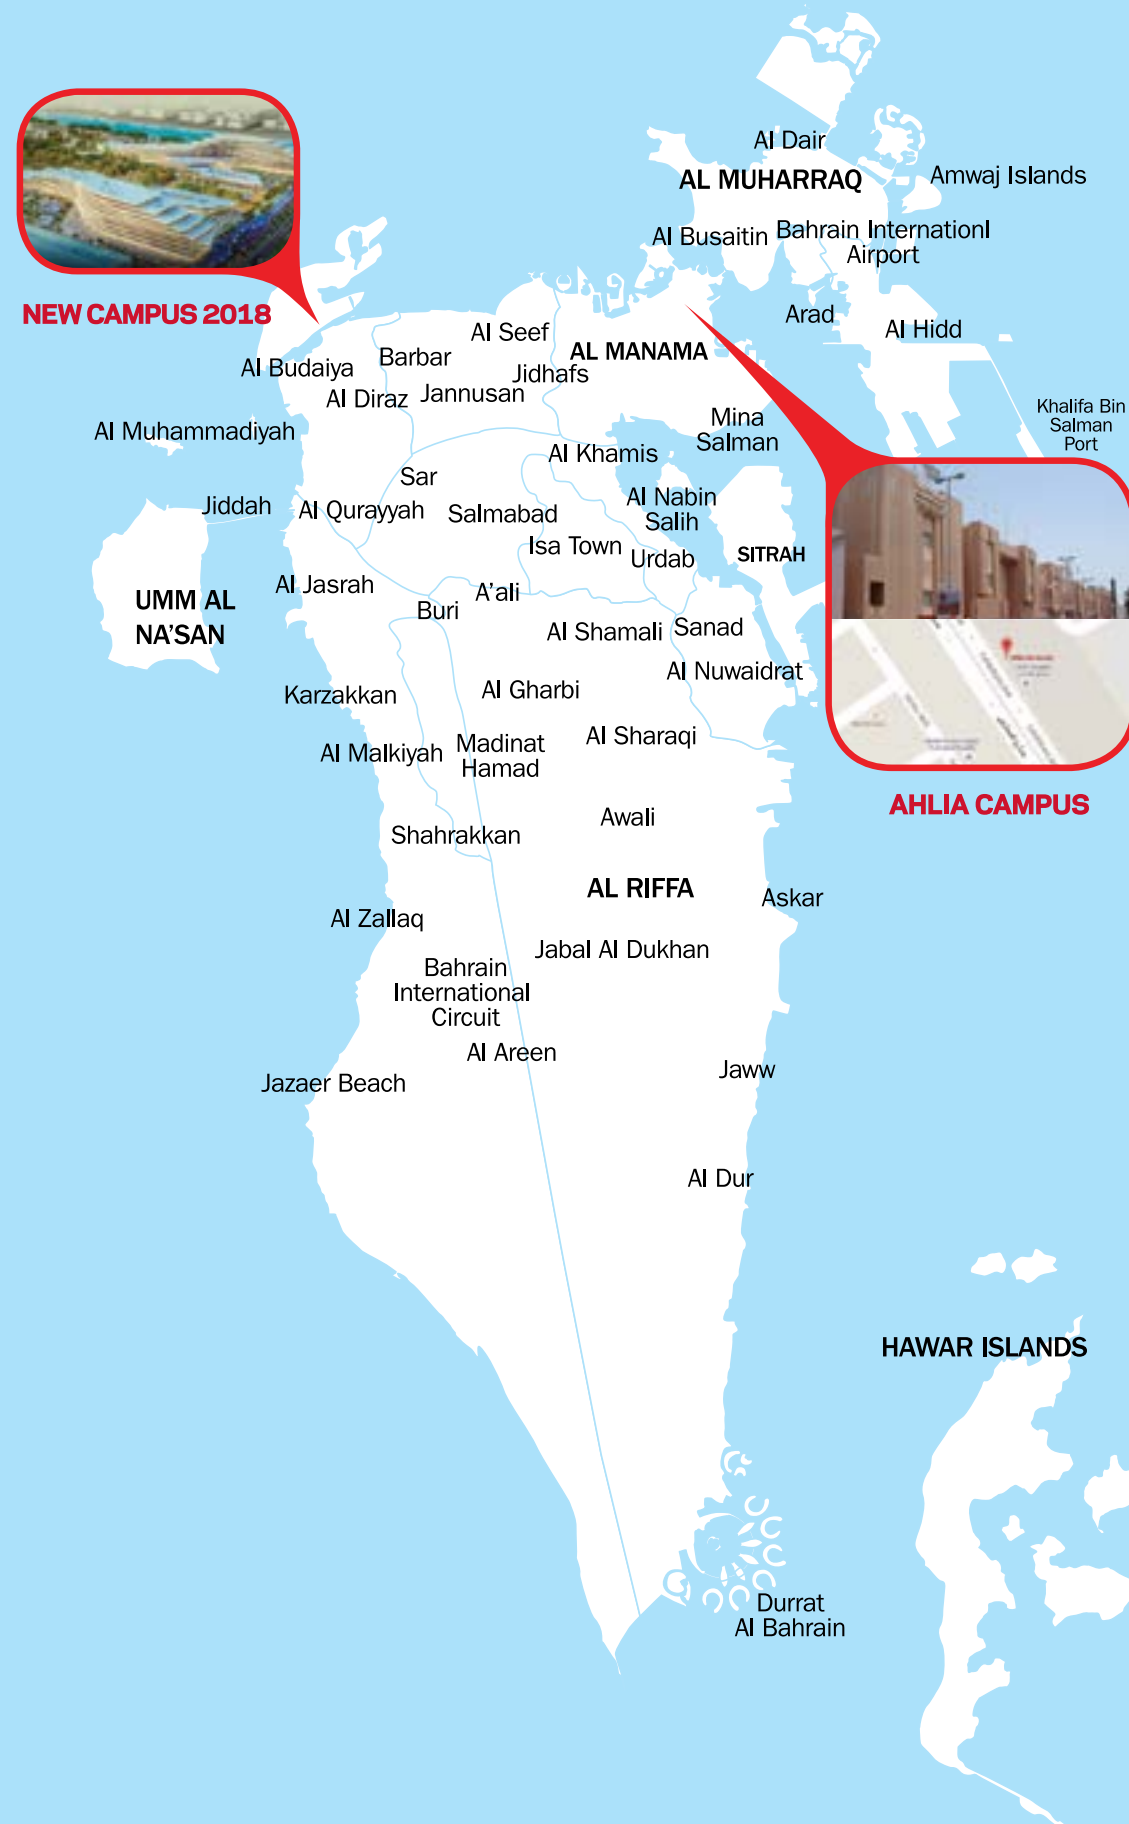 Al Dair
AL MUHARRAQ
Amwaj Islands
Al Busaitin
Bahrain Internationl
Airport
NEW CAMPUS 2018
Arad
Al Hidd
Al Seef
AL MANAMA
Al Budaiya
Barbar
Jidhafs
Al Diraz
Jannusan
Khalifa Bin
Salman
Port
Al Muhammadiyah
Mina
Salman
Al Khamis
Sar
Jiddah
Al Qurayyah
Salmabad
Al Nabin
Salih
Isa Town
Urdab
SITRAH
UMM AL
NA'SAN
Al Jasrah
Buri
A'ali
Al Shamali
Sanad
Al Nuwaidrat
Karzakkan
Al Gharbi
Al Malkiyah
Madinat
Hamad
Al Sharaqi
AHLIA CAMPUS
Shahrakkan
Awali
AL RIFFA
Askar
Al Zallaq
Jabal Al Dukhan
Bahrain
International
Circuit
Al Areen
Jaww
Jazaer Beach
Al Dur
HAWAR ISLANDS
Durrat
Al Bahrain